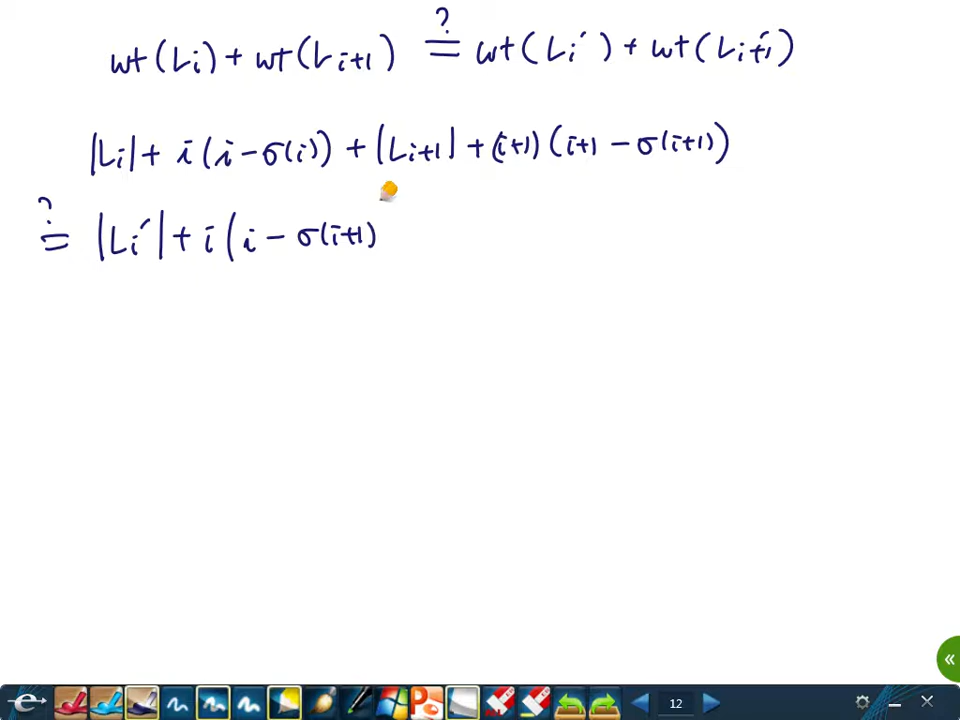 wt(Li) + wt(Li+1) ?= wt(Li′) + wt(Li+1′)
|Li| + i(i − σ(i)) + |Li+1| + (i+1)(i+1 − σ(i+1))
?= |Li′| + i(i − σ(i+1)
12